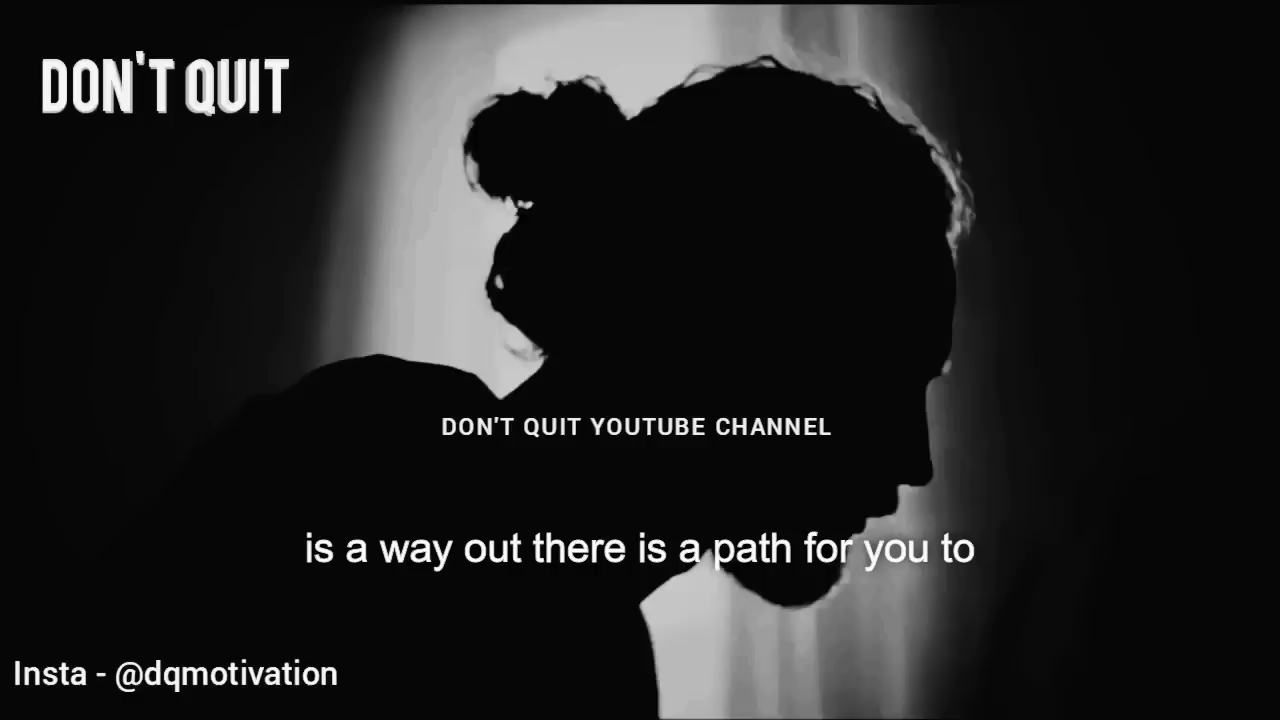 DON'T QUIT
DON'T QUIT YOUTUBE CHANNEL
is a way out there is a path for you to
Insta - @dqmotivation